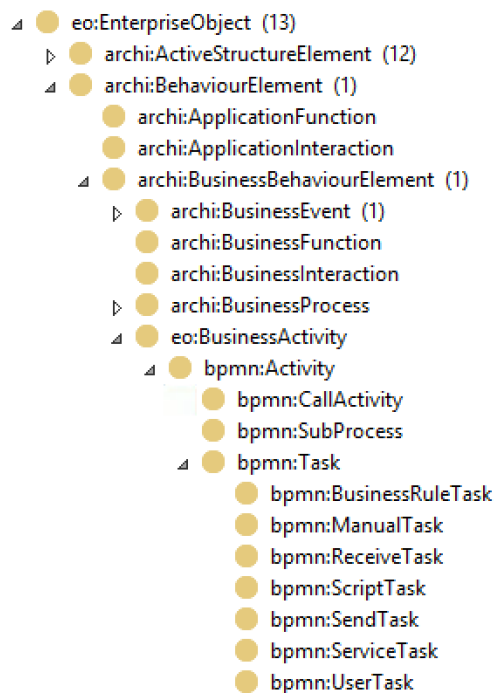 eo:EnterpriseObject (13)
archi:ActiveStructureElement (12)
archi:BehaviourElement (1)
archi:ApplicationFunction
archi:ApplicationInteraction
archi:BusinessBehaviourElement (1)
archi:BusinessEvent (1)
archi:BusinessFunction
archi:BusinessInteraction
archi:BusinessProcess
eo:BusinessActivity
bpmn:Activity
bpmn:CallActivity
bpmn:SubProcess
bpmn:Task
bpmn:BusinessRuleTask
bpmn:ManualTask
bpmn:ReceiveTask
bpmn:ScriptTask
bpmn:SendTask
bpmn:ServiceTask
bpmn:UserTask